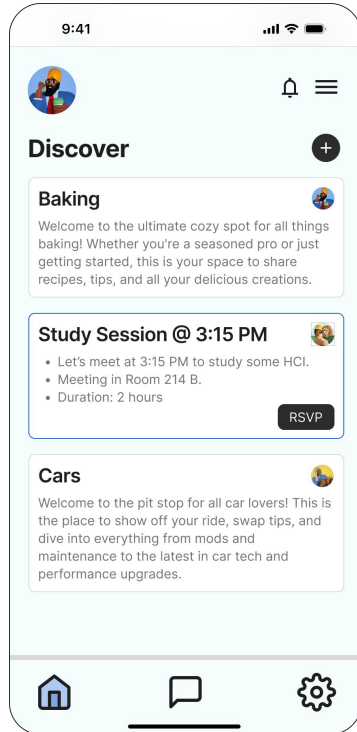 9:41
Discover
Baking
Welcome to the ultimate cozy spot for all things
baking! Whether you're a seasoned pro or just
getting started, this is your space to share
recipes, tips, and all your delicious creations.
Study Session @ 3:15 PM
• Let's meet at 3:15 PM to study some HCI.
• Meeting in Room 214 B.
• Duration: 2 hours
RSVP
Cars
Welcome to the pit stop for all car lovers! This is
the place to show off your ride, swap tips, and
dive into everything from mods and
maintenance to the latest in car tech and
performance upgrades.